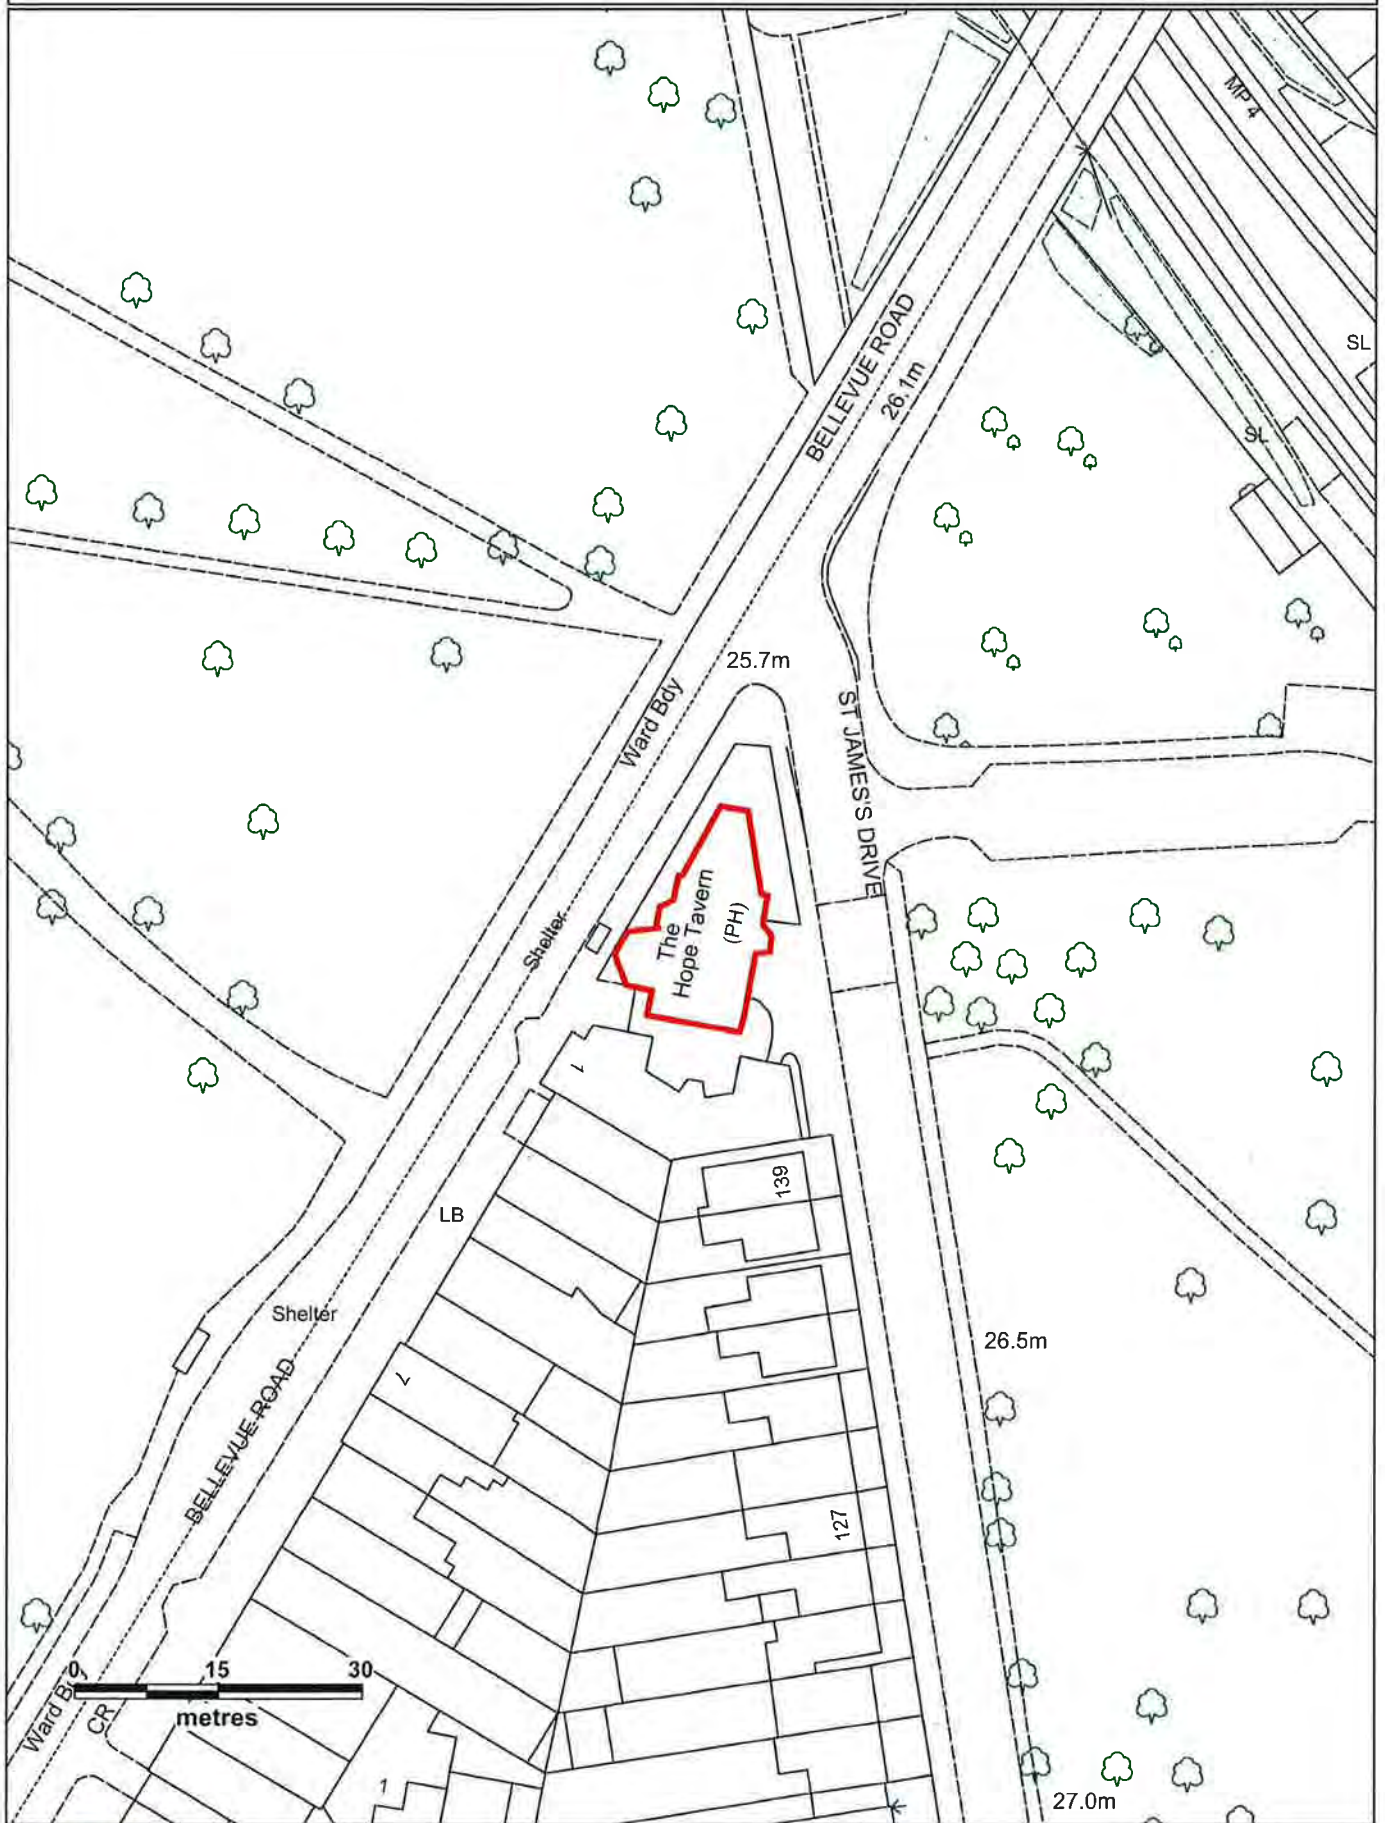 MP 4
SL
SL
BELLEVUE ROAD
26.1m
25.7m
Ward Bdy
ST JAMES'S DRIVE
The
Hope Tavern
(PH)
Shelter
1
139
LB
Shelter
26.5m
7
BELLEVUE ROAD
127
0 15 30
metres
CR
1
27.0m